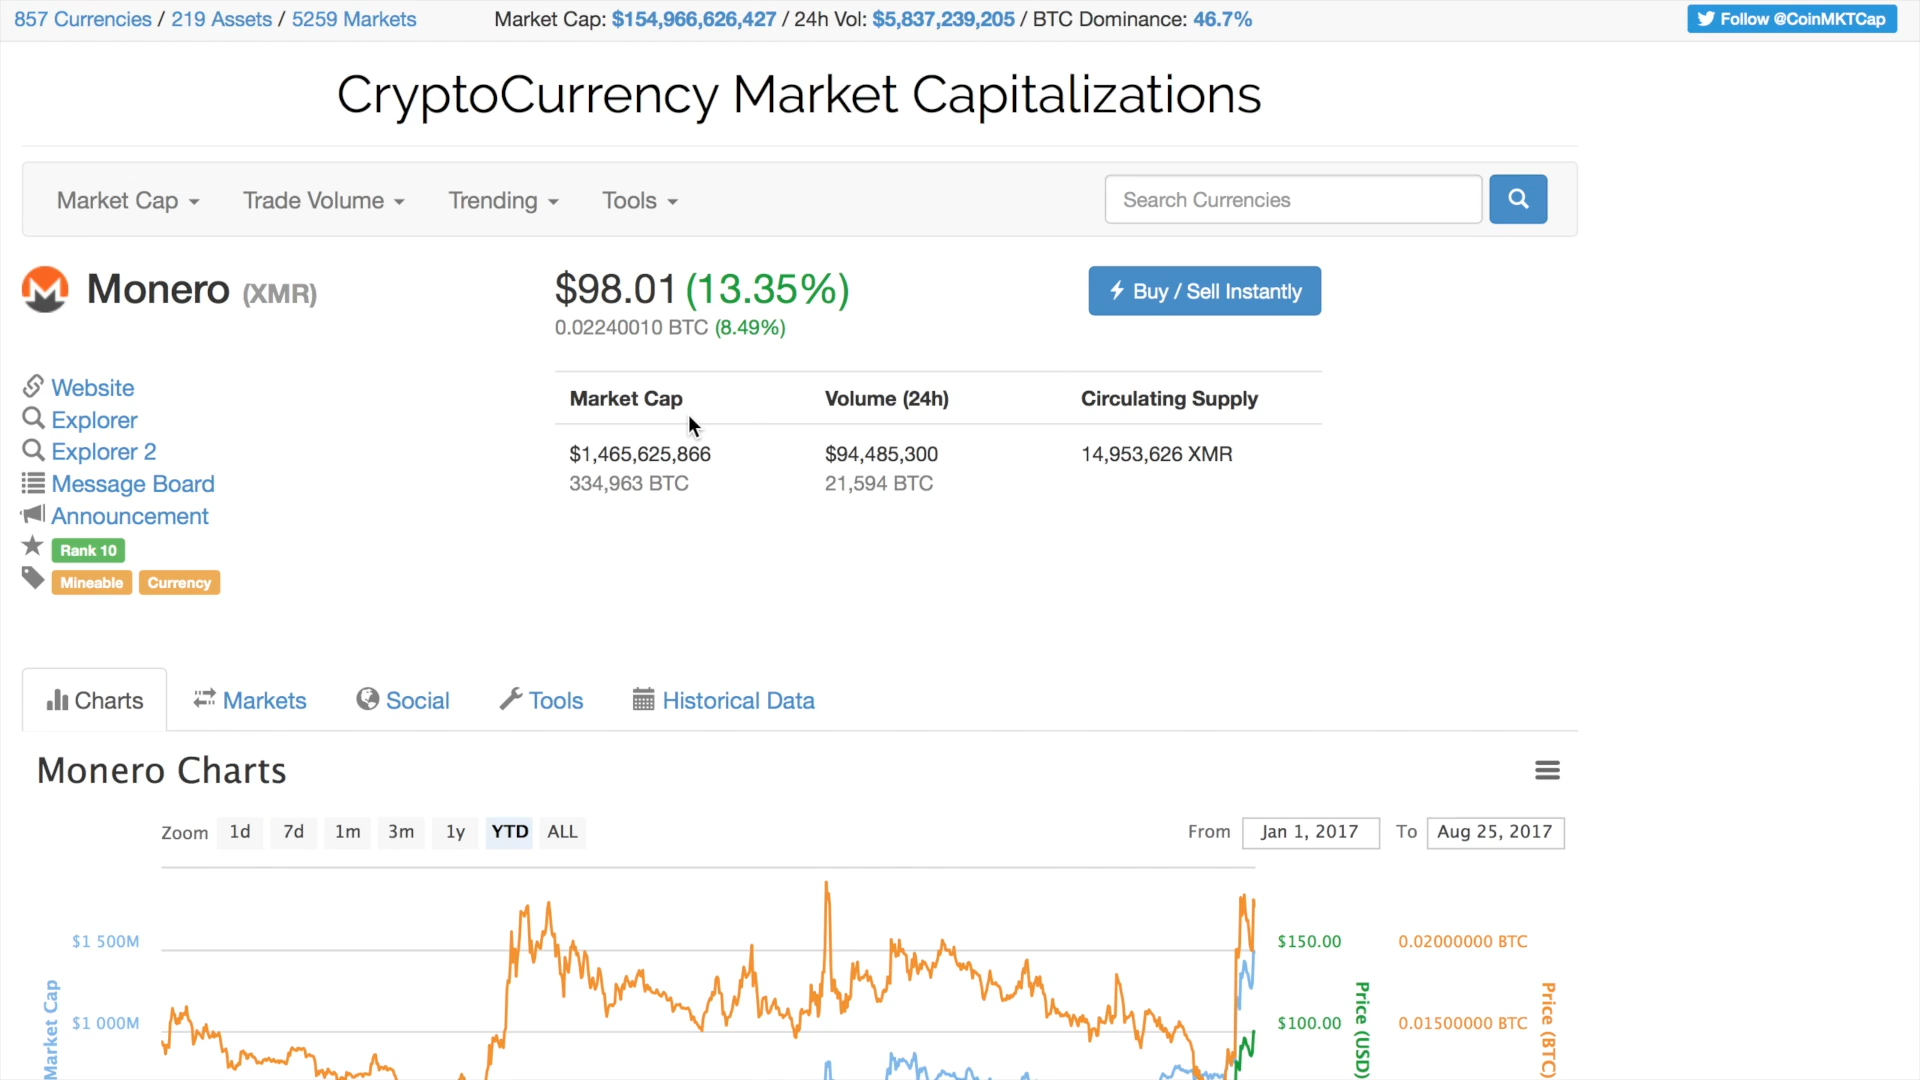 857 Currencies / 219 Assets / 5259 Markets Market Cap: $154,966,626,427 / 24h Vol: $5,837,239,205 / BTC Dominance: 46.7% Follow @CoinMKTCap
CryptoCurrency Market Capitalizations
Market Cap Trade Volume Trending Tools Search Currencies
Monero (XMR) $98.01 (13.35%) Buy / Sell Instantly
0.02240010 BTC (8.49%)
Website
Explorer
Explorer 2
Message Board
Announcement
Rank 10
Mineable Currency
Market Cap Volume (24h) Circulating Supply
$1,465,625,866 $94,485,300 14,953,626 XMR
334,963 BTC 21,594 BTC
Charts Markets Social Tools Historical Data
Monero Charts
Zoom 1d 7d 1m 3m 1y YTD ALL From Jan 1, 2017 To Aug 25, 2017
$1 500M $150.00 0.02000000 BTC
$1 000M $100.00 0.01500000 BTC
Market Cap
Price (USD)
Price (BTC)